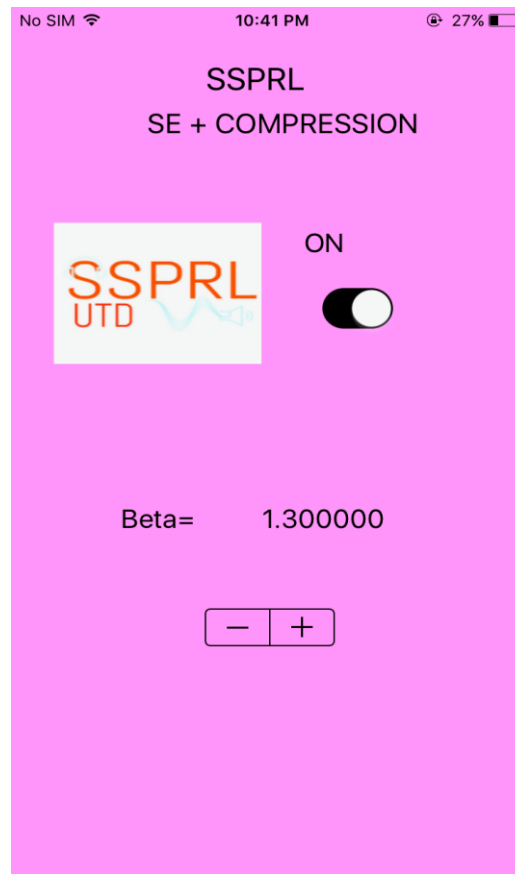 No SIM 10:41 PM 27%
SSPRL
SE + COMPRESSION
ON
SSPRL
UTD
Beta= 1.300000
− +